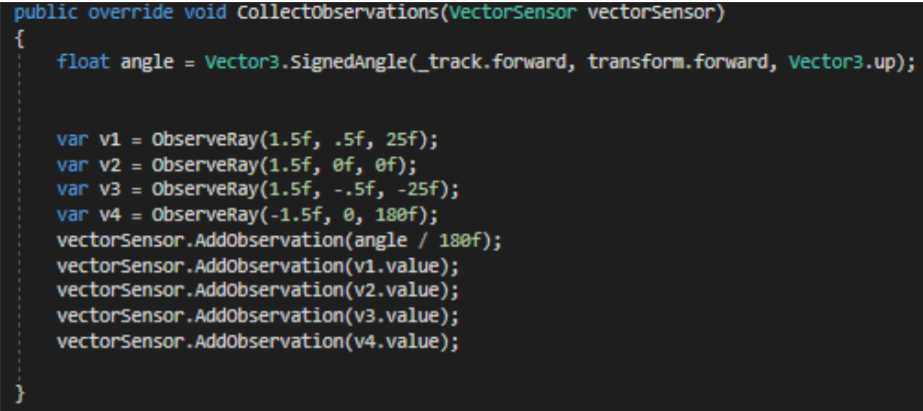 public override void CollectObservations(VectorSensor vectorSensor)
{
float angle = Vector3.SignedAngle(_track.forward, transform.forward, Vector3.up);
var v1 = ObserveRay(1.5f, .5f, 25f);
var v2 = ObserveRay(1.5f, 0f, 0f);
var v3 = ObserveRay(1.5f, -.5f, -25f);
var v4 = ObserveRay(-1.5f, 0, 180f);
vectorSensor.AddObservation(angle / 180f);
vectorSensor.AddObservation(v1.value);
vectorSensor.AddObservation(v2.value);
vectorSensor.AddObservation(v3.value);
vectorSensor.AddObservation(v4.value);
}